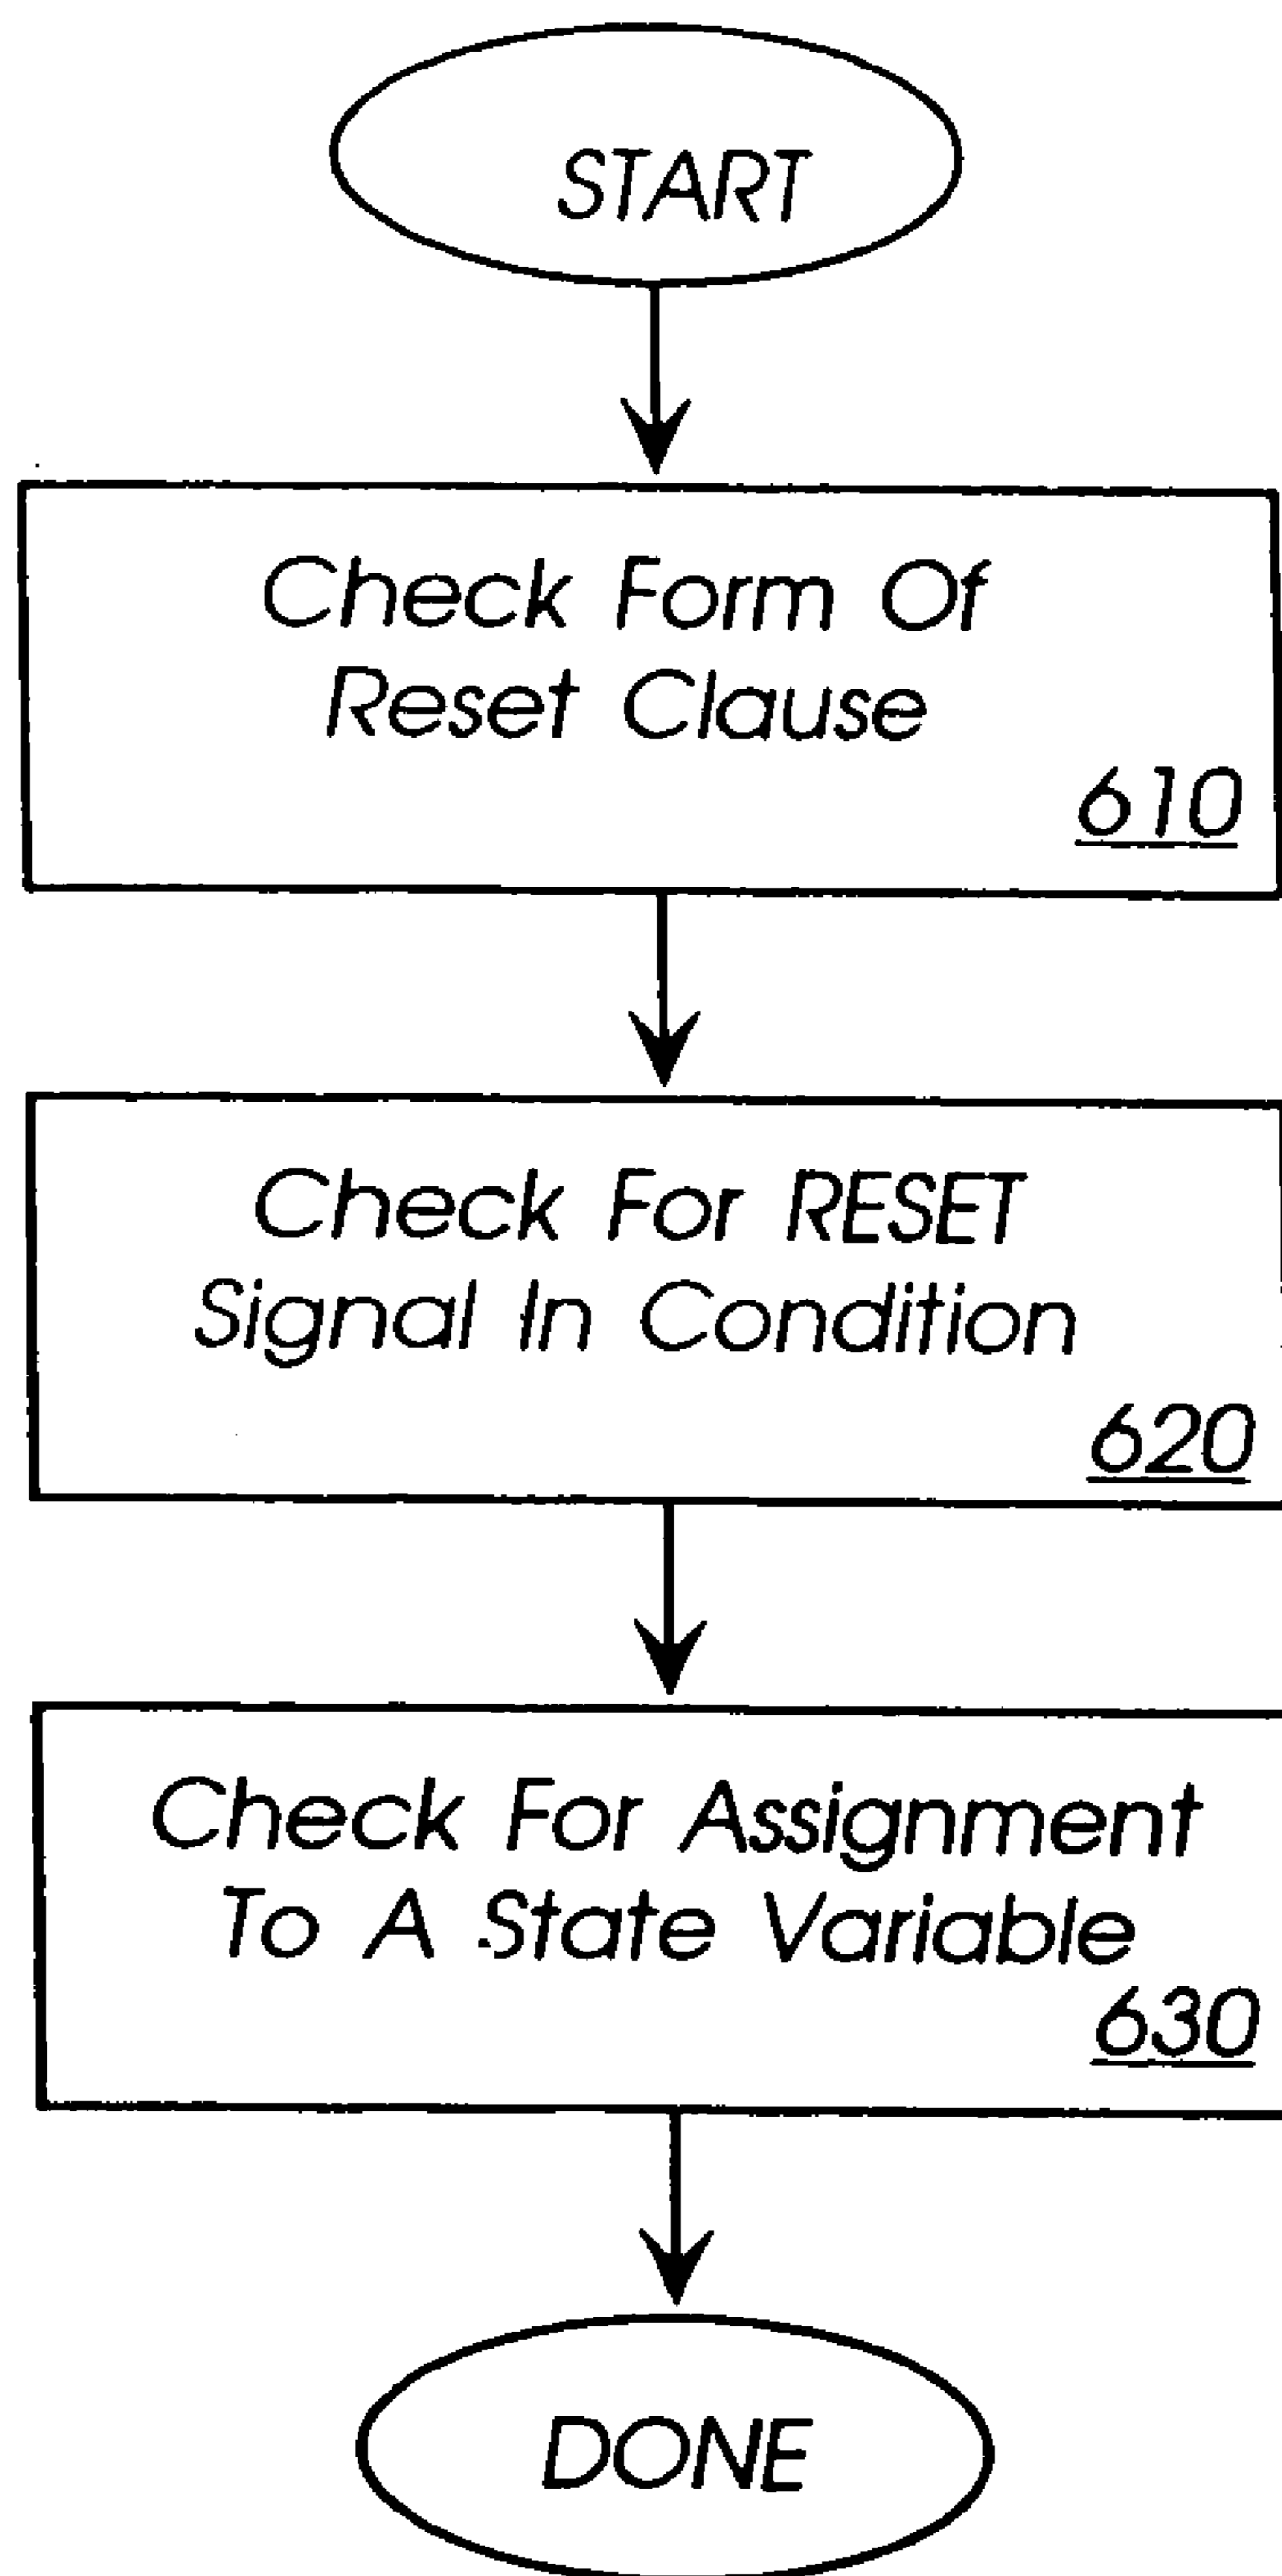 START
Check Form Of
Reset Clause
610
Check For RESET
Signal In Condition
620
Check For Assignment
To A State Variable
630
DONE